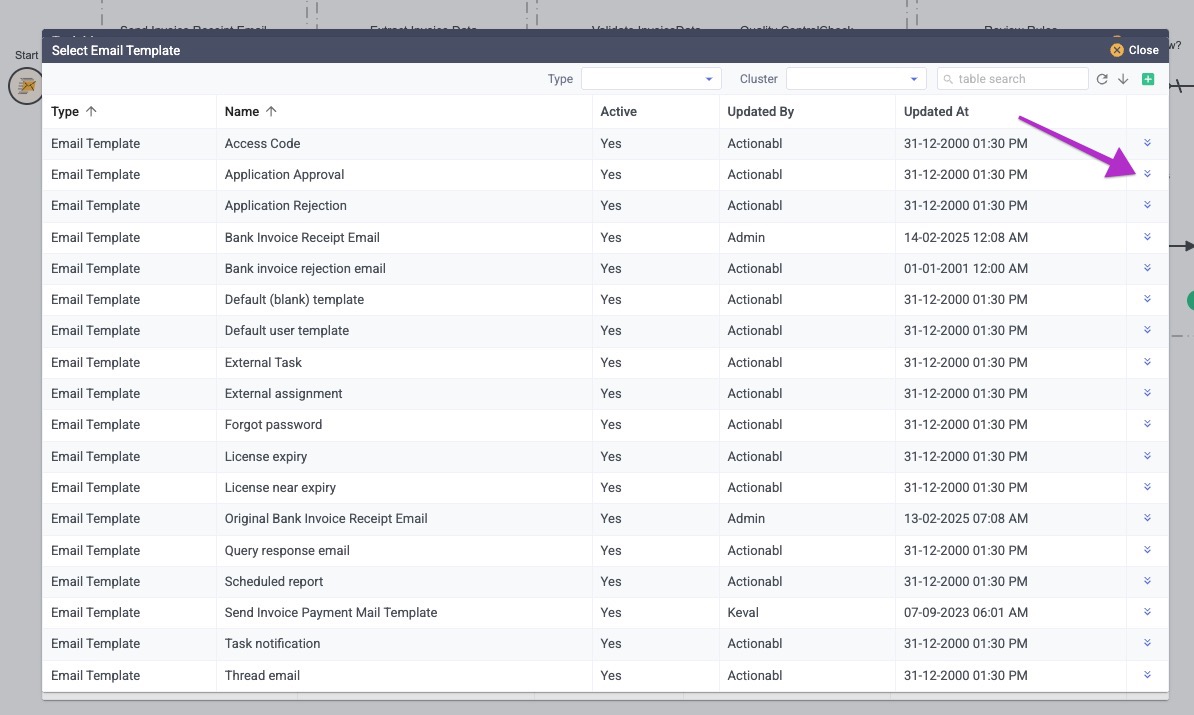 Start
Select Email Template
Close
Type
Cluster
table search
Type Name Active Updated By Updated At
Email Template Access Code Yes Actionabl 31-12-2000 01:30 PM
Email Template Application Approval Yes Actionabl 31-12-2000 01:30 PM
Email Template Application Rejection Yes Actionabl 31-12-2000 01:30 PM
Email Template Bank Invoice Receipt Email Yes Admin 14-02-2025 12:08 AM
Email Template Bank invoice rejection email Yes Actionabl 01-01-2001 12:00 AM
Email Template Default (blank) template Yes Actionabl 31-12-2000 01:30 PM
Email Template Default user template Yes Actionabl 31-12-2000 01:30 PM
Email Template External Task Yes Actionabl 31-12-2000 01:30 PM
Email Template External assignment Yes Actionabl 31-12-2000 01:30 PM
Email Template Forgot password Yes Actionabl 31-12-2000 01:30 PM
Email Template License expiry Yes Actionabl 31-12-2000 01:30 PM
Email Template License near expiry Yes Actionabl 31-12-2000 01:30 PM
Email Template Original Bank Invoice Receipt Email Yes Admin 13-02-2025 07:08 AM
Email Template Query response email Yes Actionabl 31-12-2000 01:30 PM
Email Template Scheduled report Yes Actionabl 31-12-2000 01:30 PM
Email Template Send Invoice Payment Mail Template Yes Keval 07-09-2023 06:01 AM
Email Template Task notification Yes Actionabl 31-12-2000 01:30 PM
Email Template Thread email Yes Actionabl 31-12-2000 01:30 PM